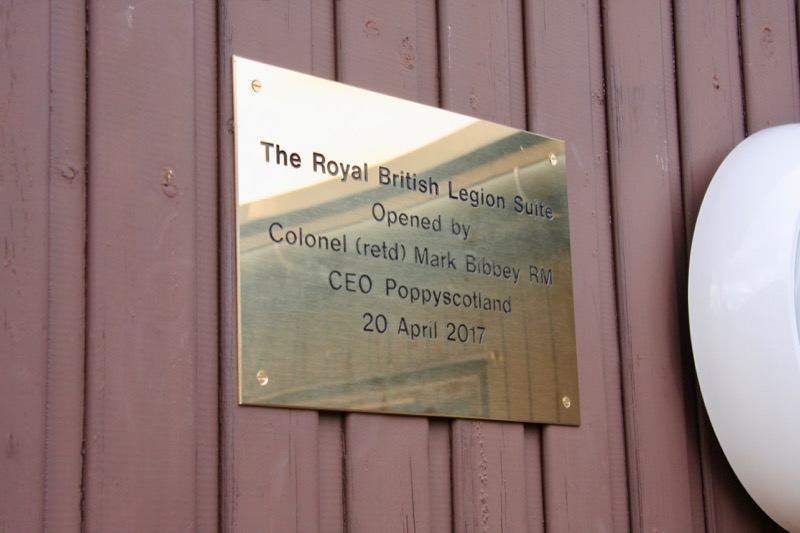 The Royal British Legion Suite
Opened by
Colonel (retd) Mark Bibbey RM
CEO Poppyscotland
20 April 2017